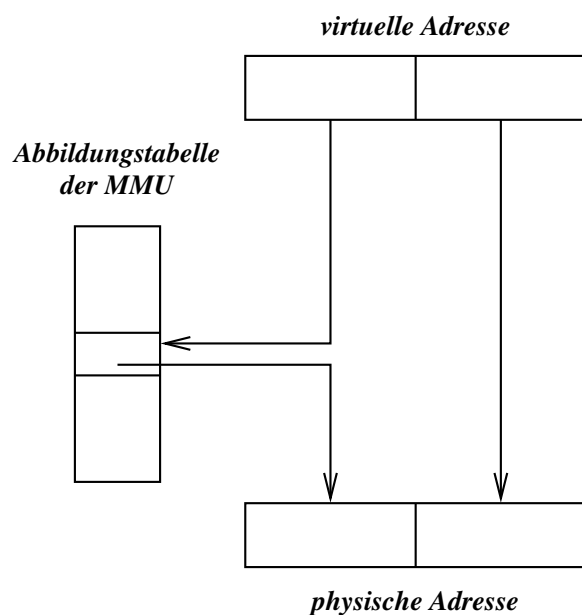 virtuelle Adresse
Abbildungstabelle
der MMU
physische Adresse